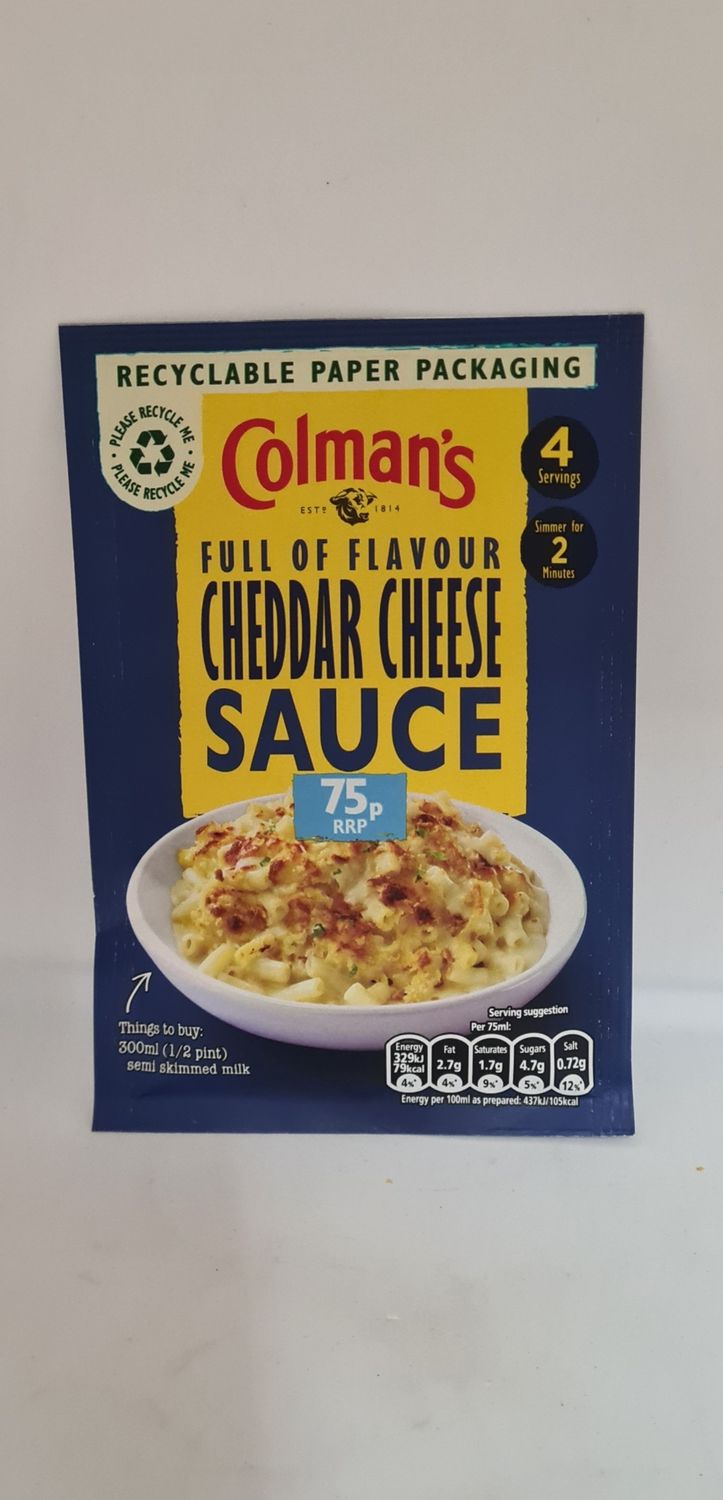 RECYCLABLE PAPER PACKAGING
PLEASE RECYCLE ME
PLEASE RECYCLE ME
Colman's
ESTD 1814
4
Servings
Simmer for
2
Minutes
FULL OF FLAVOUR
CHEDDAR CHEESE
SAUCE
75p
RRP
Things to buy:
300ml (1/2 pint)
semi skimmed milk
Serving suggestion
Per 75ml:
Energy
329kJ
79kcal
4%*
Fat
2.7g
4%*
Saturates
1.7g
9%*
Sugars
4.7g
5%*
Salt
0.72g
12%*
Energy per 100ml as prepared: 437kJ/105kcal